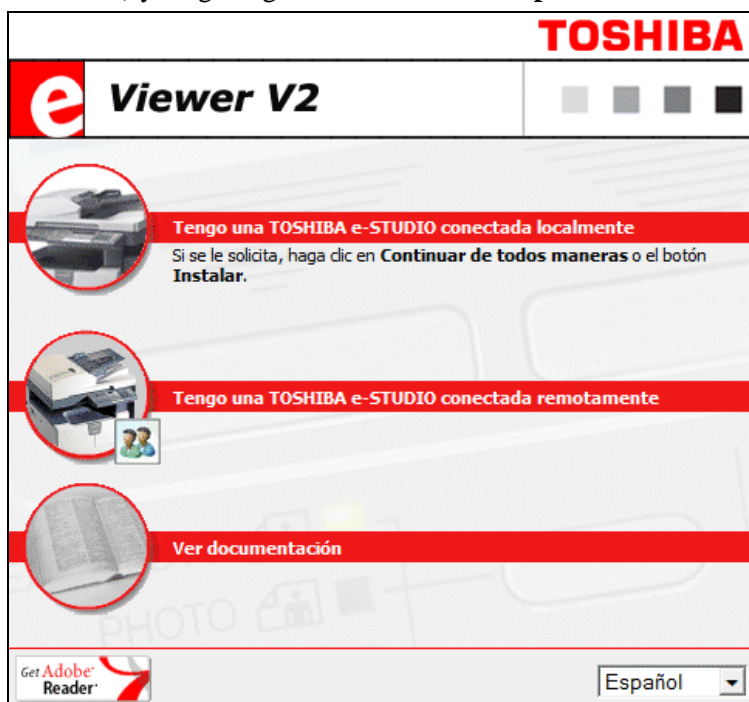 TOSHIBA
e Viewer V2
Tengo una TOSHIBA e-STUDIO conectada localmente
Si se le solicita, haga clic en Continuar de todos maneras o el botón
Instalar.
Tengo una TOSHIBA e-STUDIO conectada remotamente
Ver documentación
PHOTO
Get Adobe
Reader
Español